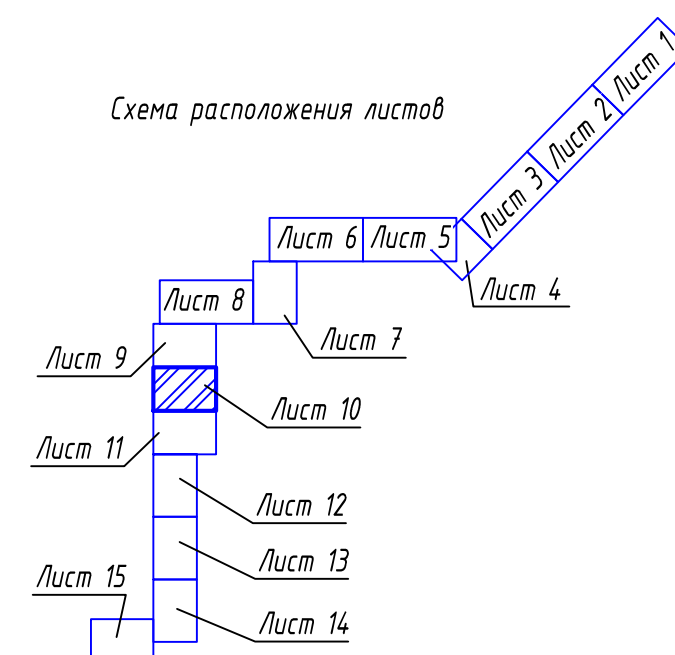 Схема расположения листов
Лист 1
Лист 2
Лист 3
Лист 4
Лист 5
Лист 6
Лист 7
Лист 8
Лист 9
Лист 10
Лист 11
Лист 12
Лист 13
Лист 14
Лист 15